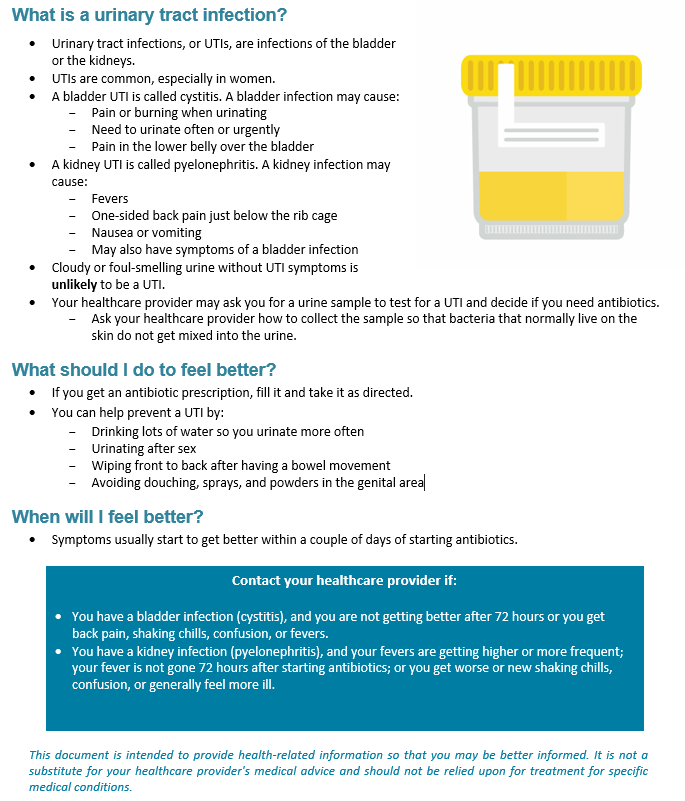 What is a urinary tract infection?
• Urinary tract infections, or UTIs, are infections of the bladder
or the kidneys.
• UTIs are common, especially in women.
• A bladder UTI is called cystitis. A bladder infection may cause:
– Pain or burning when urinating
– Need to urinate often or urgently
– Pain in the lower belly over the bladder
• A kidney UTI is called pyelonephritis. A kidney infection may
cause:
– Fevers
– One-sided back pain just below the rib cage
– Nausea or vomiting
– May also have symptoms of a bladder infection
• Cloudy or foul-smelling urine without UTI symptoms is
unlikely to be a UTI.
• Your healthcare provider may ask you for a urine sample to test for a UTI and decide if you need antibiotics.
– Ask your healthcare provider how to collect the sample so that bacteria that normally live on the
skin do not get mixed into the urine.
What should I do to feel better?
• If you get an antibiotic prescription, fill it and take it as directed.
• You can help prevent a UTI by:
– Drinking lots of water so you urinate more often
– Urinating after sex
– Wiping front to back after having a bowel movement
– Avoiding douching, sprays, and powders in the genital area
When will I feel better?
• Symptoms usually start to get better within a couple of days of starting antibiotics.
Contact your healthcare provider if:
• You have a bladder infection (cystitis), and you are not getting better after 72 hours or you get
back pain, shaking chills, confusion, or fevers.
• You have a kidney infection (pyelonephritis), and your fevers are getting higher or more frequent;
your fever is not gone 72 hours after starting antibiotics; or you get worse or new shaking chills,
confusion, or generally feel more ill.
This document is intended to provide health-related information so that you may be better informed. It is not a
substitute for your healthcare provider's medical advice and should not be relied upon for treatment for specific
medical conditions.